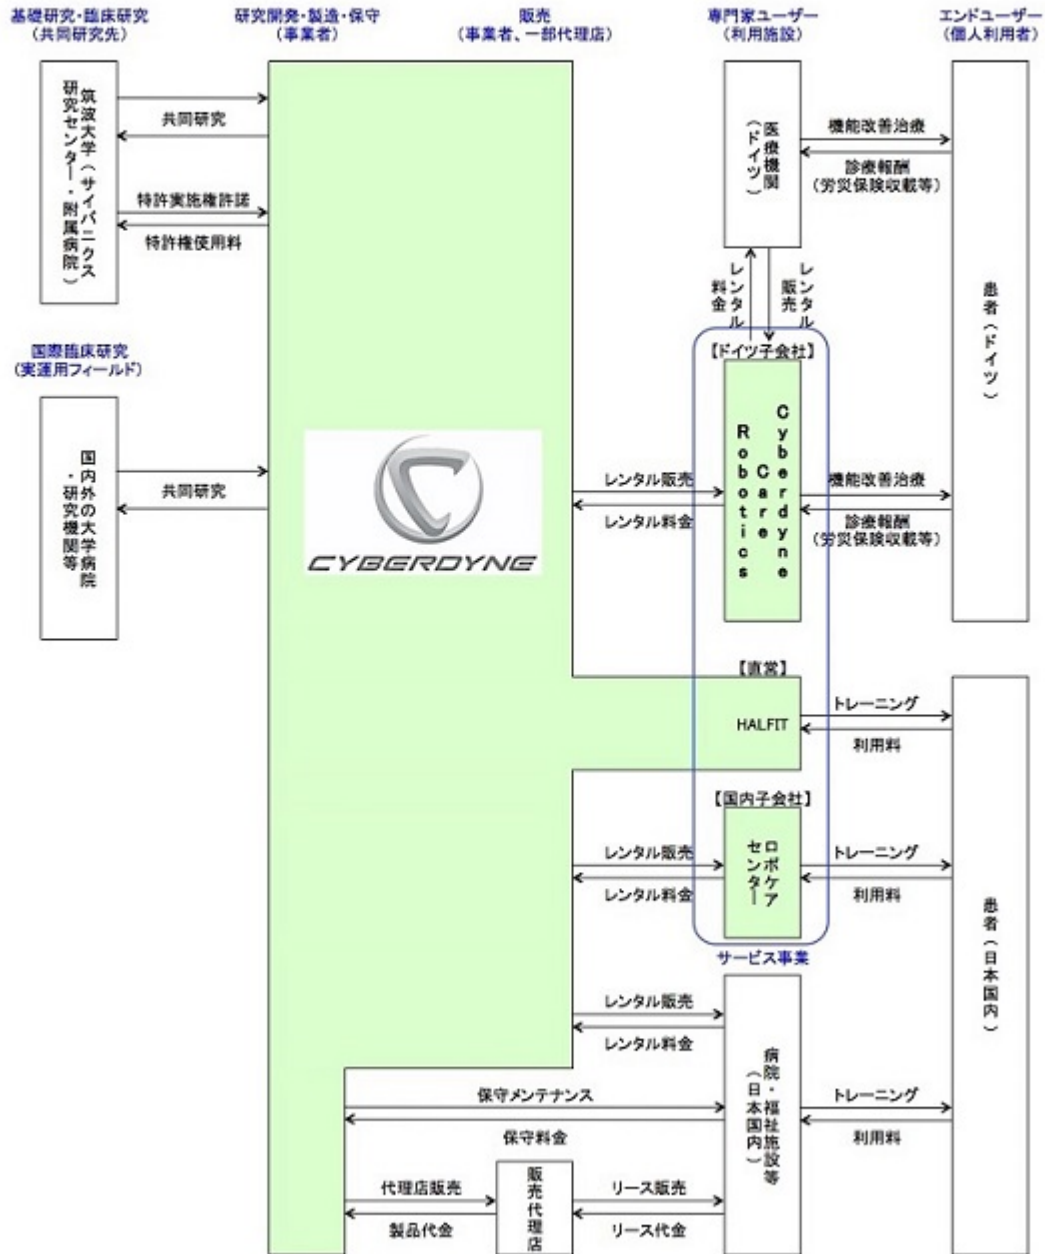 基礎研究・臨床研究
(共同研究先)
研究開発・製造・保守
(事業者)
販売
(事業者、一部代理店)
専門家ユーザー
(利用施設)
エンドユーザー
(個人利用者)
筑波大学(サイバニクス
研究センター・附属病院)
共同研究
特許実施権許諾
特許権使用料
国際臨床研究
(実運用フィールド)
国内外の大学病院
・研究機関等
共同研究
CYBERDYNE
医療機関
(ドイツ)
機能改善治療
診療報酬
(労災保険収載等)
レンタル
料金
レンタル
販売
【ドイツ子会社】
Cyberdyne
Care
Robotics
レンタル販売
レンタル料金
機能改善治療
診療報酬
(労災保険収載等)
患者(ドイツ)
【直営】
HALFIT
トレーニング
利用料
【国内子会社】
ロボケア
センター
レンタル販売
レンタル料金
トレーニング
利用料
サービス事業
患者(日本国内)
レンタル販売
レンタル料金
病院・福祉施設等
(日本国内)
保守メンテナンス
保守料金
トレーニング
利用料
代理店販売
製品代金
販売代理店
リース販売
リース代金